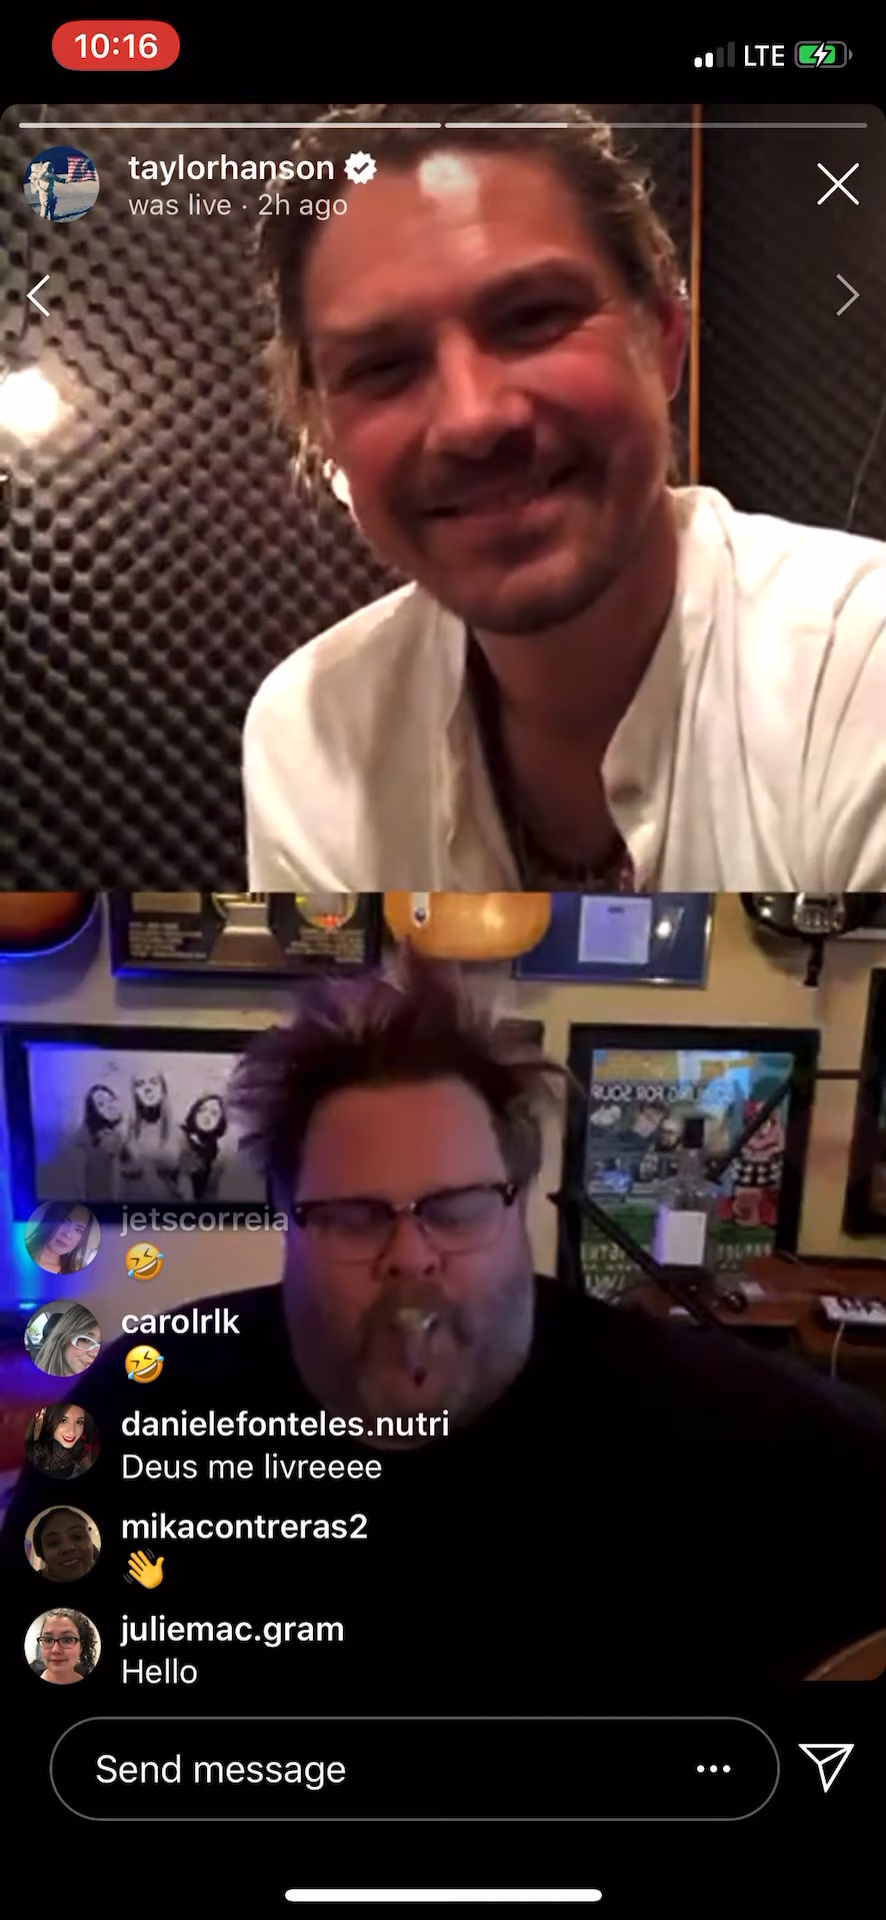 10:16
LTE
taylorhanson
was live · 2h ago
jetscorreia
🤣
carolrlk
🤣
danielefonteles.nutri
Deus me livreeee
mikacontreras2
👋
juliemac.gram
Hello
Send message